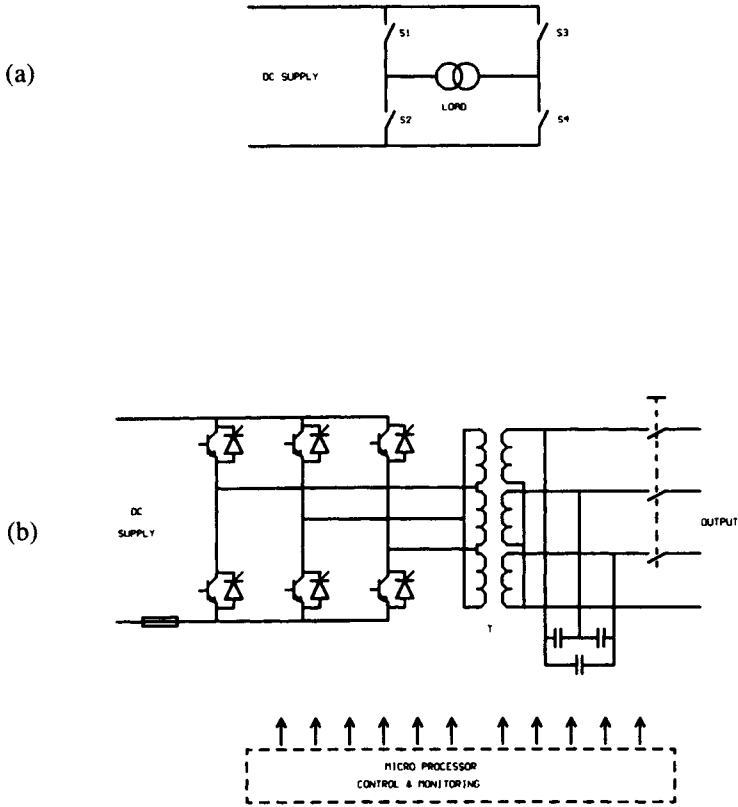 (a)
S1
S3
DC SUPPLY
LOAD
S2
S4
(b)
DC
SUPPLY
OUTPUT
T
MICRO PROCESSOR
CONTROL & MONITORING